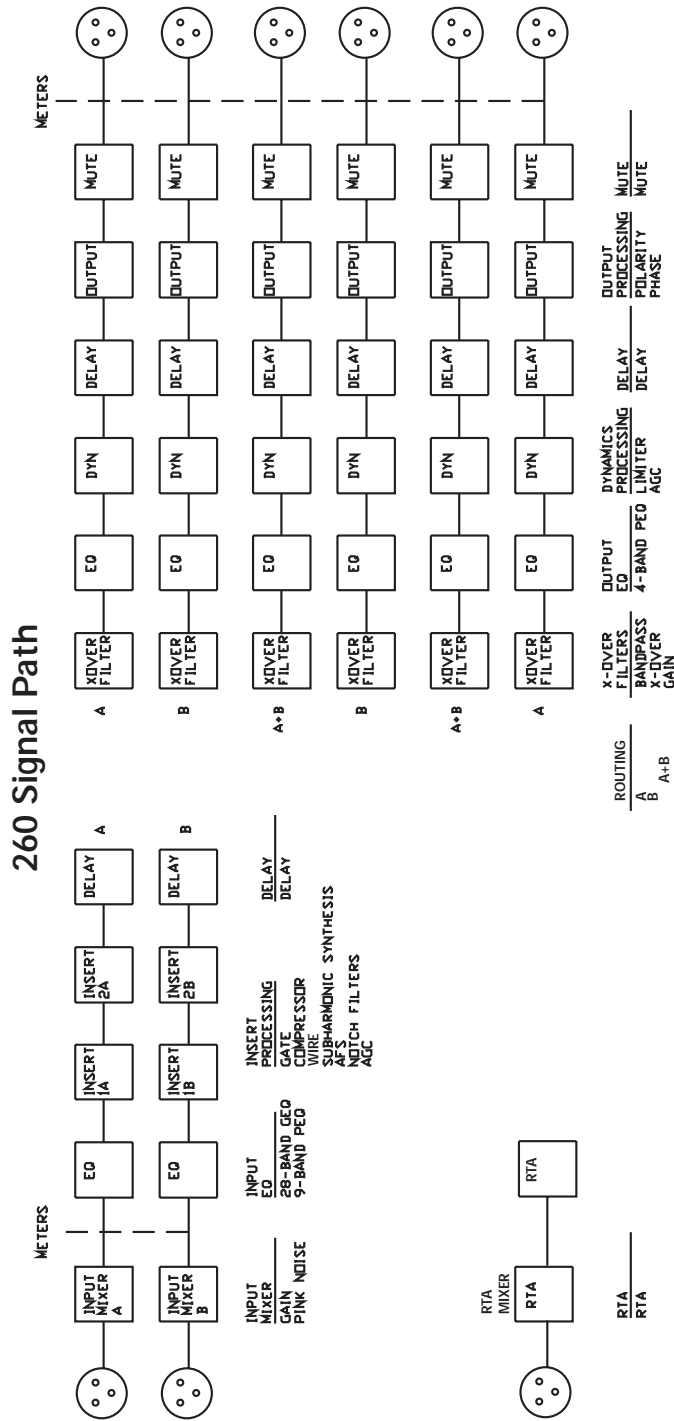 260 Signal Path
METERS
METERS
INPUT
MIXER
A
EQ
INSERT
1A
INSERT
2A
DELAY
A
INPUT
MIXER
B
EQ
INSERT
1B
INSERT
2B
DELAY
B
A
XOVER
FILTER
EQ
DYN
DELAY
OUTPUT
MUTE
B
XOVER
FILTER
EQ
DYN
DELAY
OUTPUT
MUTE
A+B
XOVER
FILTER
EQ
DYN
DELAY
OUTPUT
MUTE
B
XOVER
FILTER
EQ
DYN
DELAY
OUTPUT
MUTE
A+B
XOVER
FILTER
EQ
DYN
DELAY
OUTPUT
MUTE
A
XOVER
FILTER
EQ
DYN
DELAY
OUTPUT
MUTE
INPUT
MIXER
GAIN
PINK NOISE
INPUT
EQ
28-BAND GEQ
9-BAND PEQ
INSERT
PROCESSING
GATE
COMPRESSOR
WIRE
SUBHARMONIC SYNTHESIS
AFS
NOTCH FILTERS
AGC
DELAY
DELAY
RTA
MIXER
RTA
RTA
RTA
RTA
ROUTING
A
B
A+B
X-OVER
FILTERS
BANDPASS
X-OVER
GAIN
OUTPUT
EQ
4-BAND PEQ
DYNAMICS
PROCESSING
LIMITER
AGC
DELAY
DELAY
OUTPUT
PROCESSING
POLARITY
PHASE
MUTE
MUTE